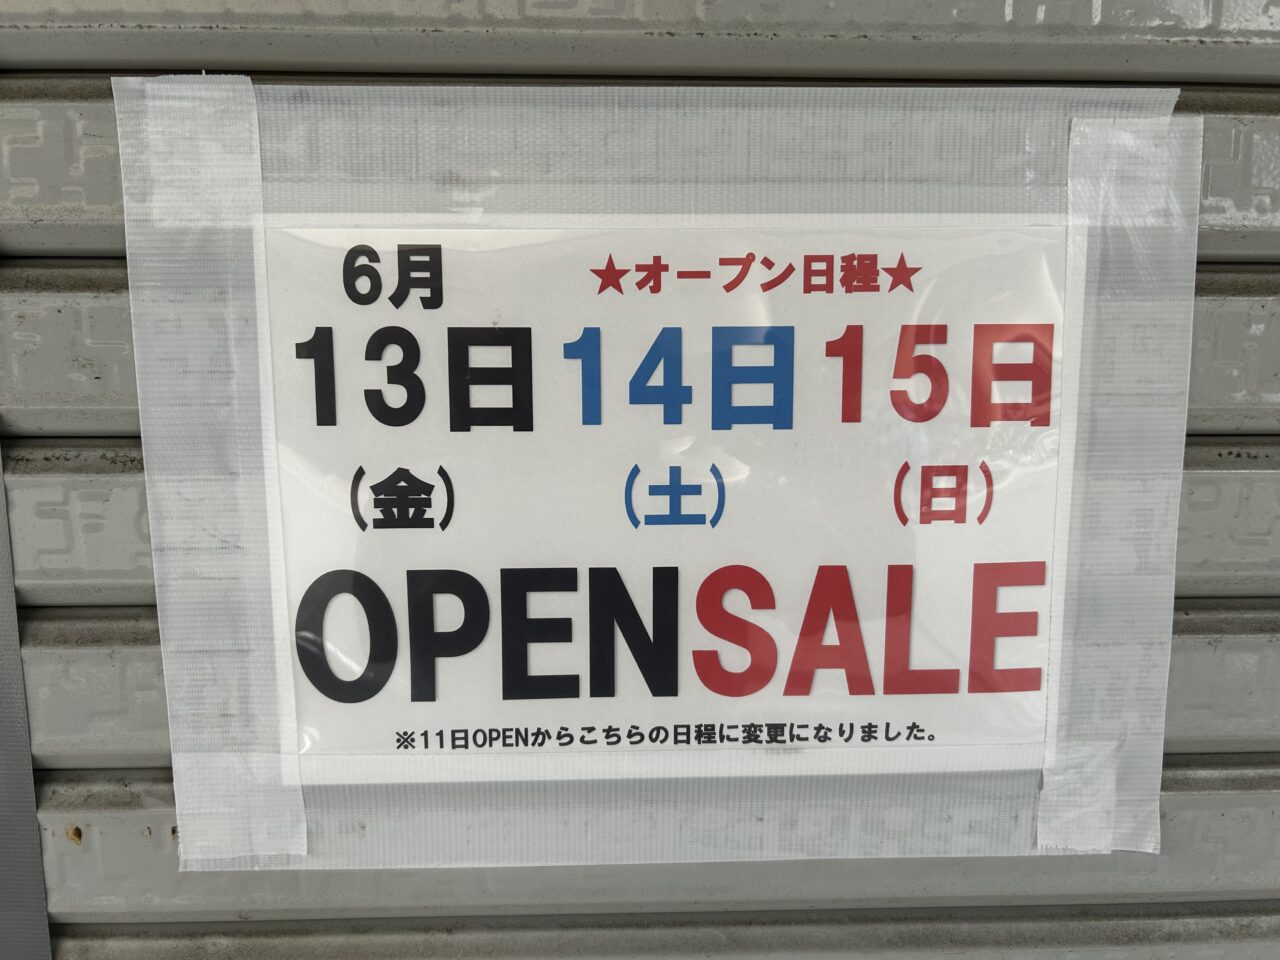 6月 ★オープン日程★
13日 14日 15日
(金) (土) (日)
OPENSALE
※11日OPENからこちらの日程に変更になりました。